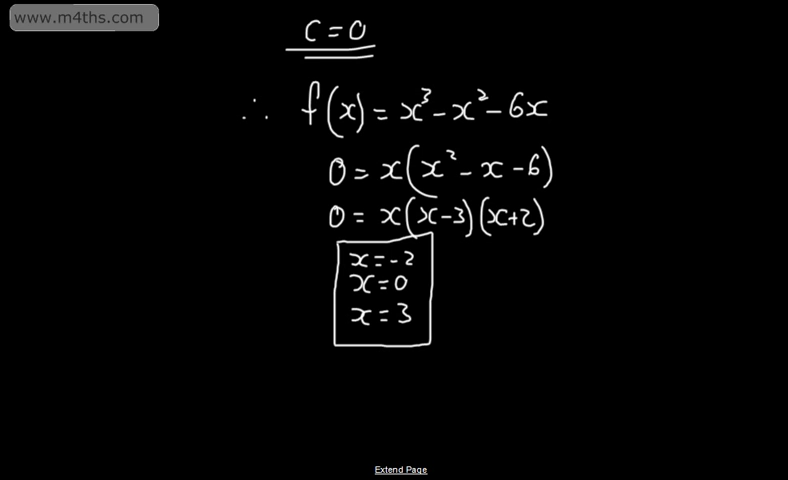 www.m4ths.com
c = 0
∴ f(x) = x³ - x² - 6x
0 = x(x² - x - 6)
0 = x(x-3)(x+2)
x = -2
x = 0
x = 3
Extend Page